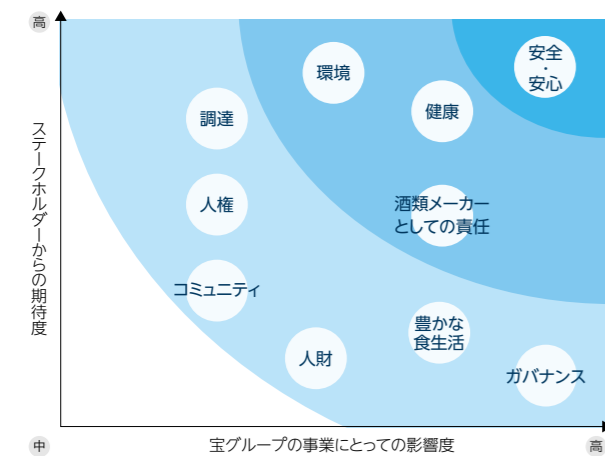 高
安全
・
安心
環境
健康
調達
ステークホルダーからの期待度
人権
酒類メーカー
としての責任
コミュニティ
豊かな
食生活
人財
ガバナンス
中
宝グループの事業にとっての影響度
高